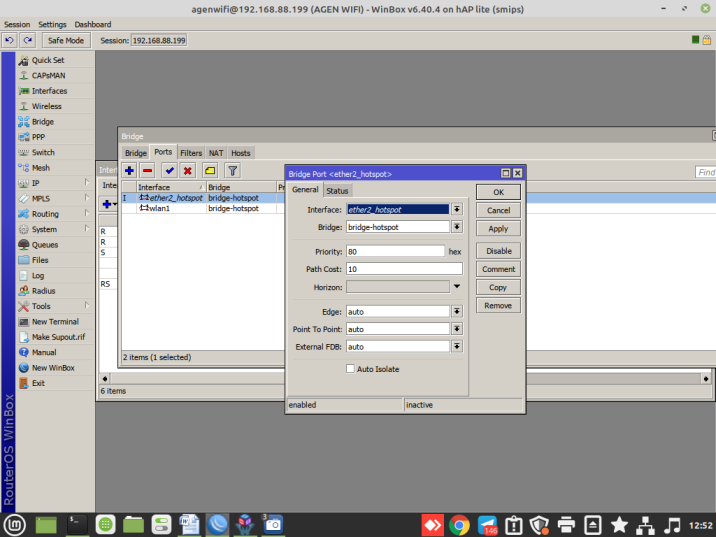 agenwifi@192.168.88.199 (AGEN WIFI) - WinBox v6.40.4 on hAP lite (smips)
Session Settings Dashboard
Safe Mode Session: 192.168.88.199
Quick Set
CAPsMAN
Interfaces
Wireless
Bridge
PPP
Switch
Mesh
IP
MPLS
Routing
System
Queues
Files
Log
Radius
Tools
New Terminal
Make Supout.rif
Manual
New WinBox
Exit
RouterOS WinBox
Bridge
Bridge Ports Filters NAT Hosts
Find
Interface Bridge
I ether2_hotspot bridge-hotspot
wlan1 bridge-hotspot
2 items (1 selected)
R
R
S
RS
6 items
Bridge Port <ether2_hotspot>
General Status
Interface: ether2_hotspot
Bridge: bridge-hotspot
Priority: 80 hex
Path Cost: 10
Horizon:
Edge: auto
Point To Point: auto
External FDB: auto
Auto Isolate
OK
Cancel
Apply
Disable
Comment
Copy
Remove
enabled inactive
3
146
12:52